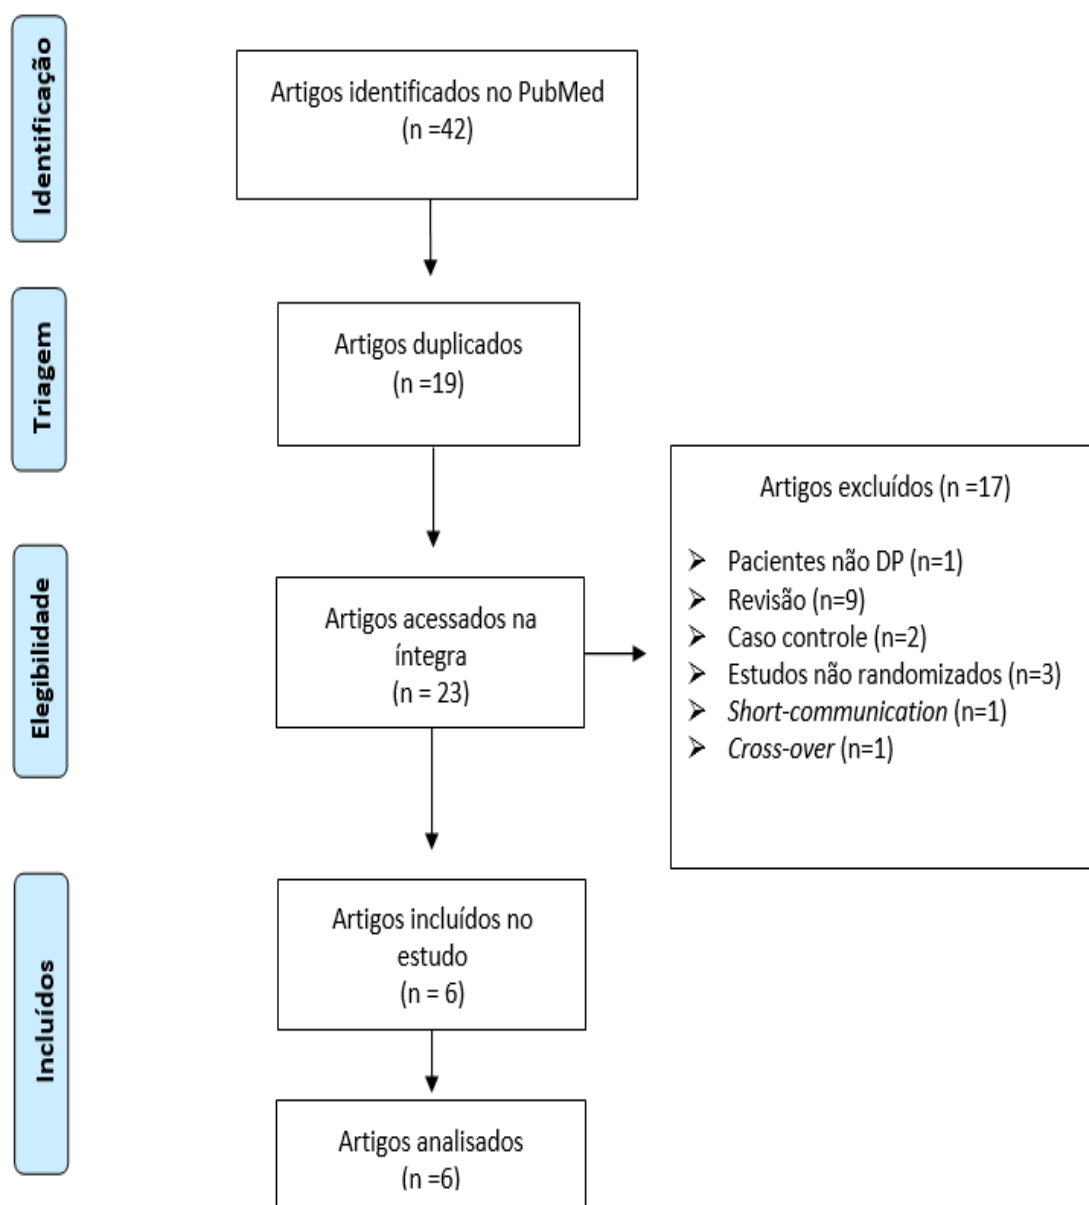 Identificação
Artigos identificados no PubMed
(n =42)
Triagem
Artigos duplicados
(n =19)
Elegibilidade
Artigos acessados na
íntegra
(n = 23)
Artigos excluídos (n =17)
➢ Pacientes não DP (n=1)
➢ Revisão (n=9)
➢ Caso controle (n=2)
➢ Estudos não randomizados (n=3)
➢ Short-communication (n=1)
➢ Cross-over (n=1)
Incluídos
Artigos incluídos no
estudo
(n = 6)
Artigos analisados
(n =6)